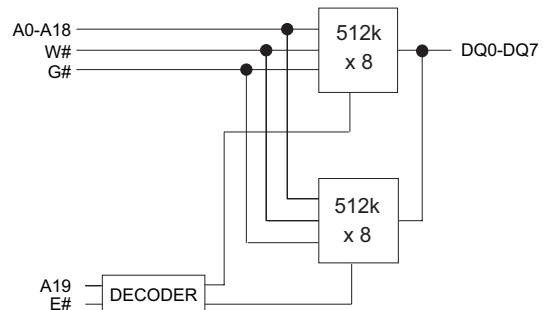 A0-A18
W#
G#
512k
x 8
DQ0-DQ7
512k
x 8
A19
E#
DECODER